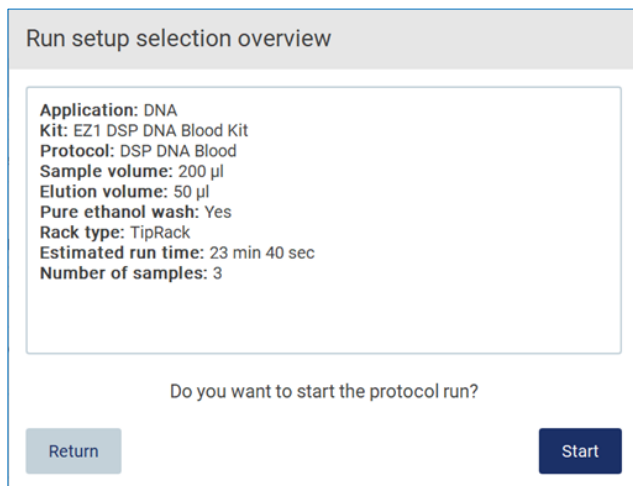 Run setup selection overview
Application: DNA
Kit: EZ1 DSP DNA Blood Kit
Protocol: DSP DNA Blood
Sample volume: 200 µl
Elution volume: 50 µl
Pure ethanol wash: Yes
Rack type: TipRack
Estimated run time: 23 min 40 sec
Number of samples: 3
Do you want to start the protocol run?
Return
Start